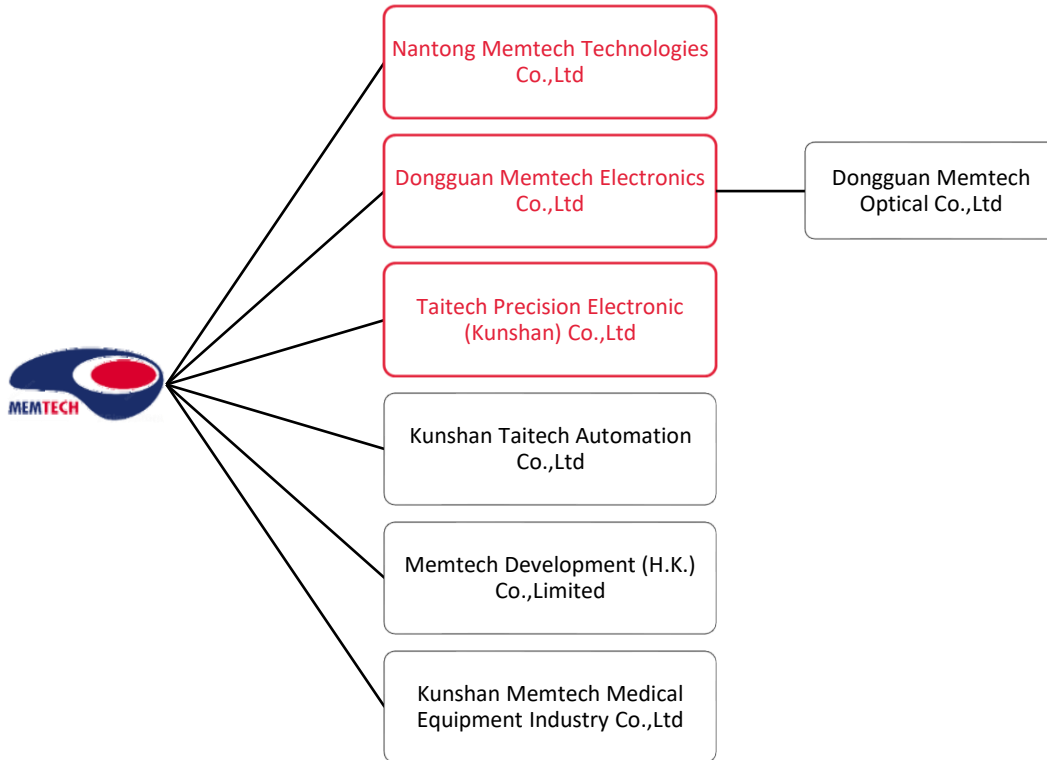 Nantong Memtech Technologies
Co.,Ltd
Dongguan Memtech Electronics
Co.,Ltd
Dongguan Memtech
Optical Co.,Ltd
Taitech Precision Electronic
(Kunshan) Co.,Ltd
MEMTECH
Kunshan Taitech Automation
Co.,Ltd
Memtech Development (H.K.)
Co.,Limited
Kunshan Memtech Medical
Equipment Industry Co.,Ltd